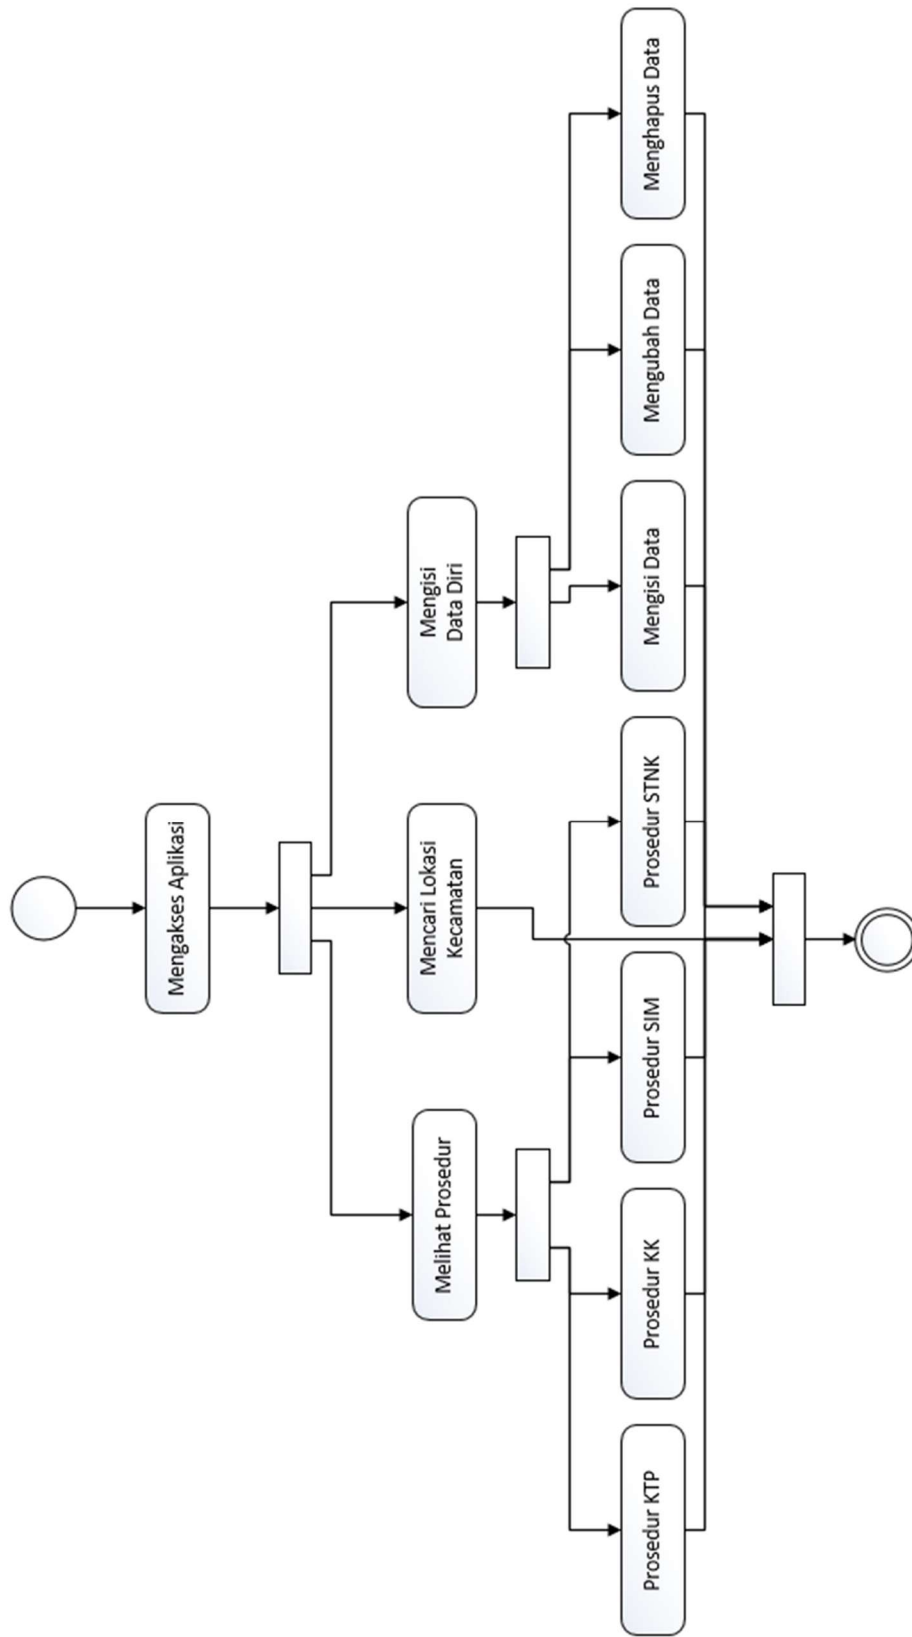 Mengakses Aplikasi
Melihat Prosedur
Mencari Lokasi
Kecamatan
Mengisi
Data Diri
Prosedur KTP
Prosedur KK
Prosedur SIM
Prosedur STNK
Mengisi Data
Mengubah Data
Menghapus Data